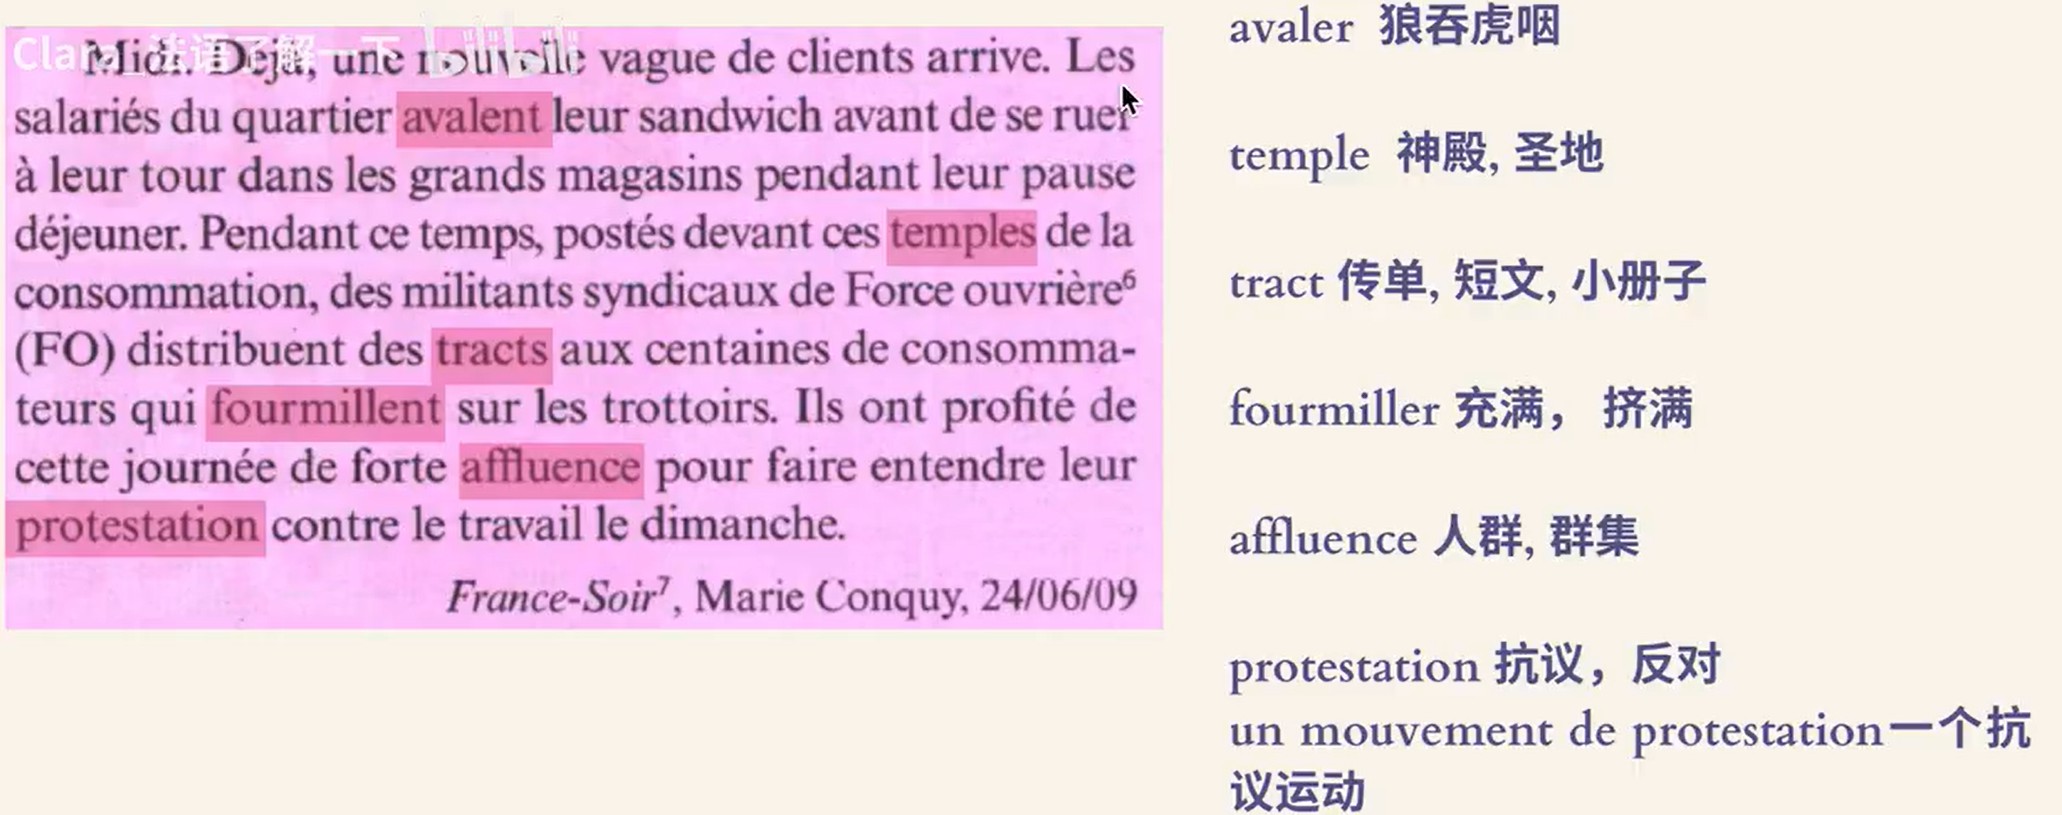 Clara_法语了解一下 bilibili
Midi. Déjà, une nouvelle vague de clients arrive. Les
salariés du quartier avalent leur sandwich avant de se ruer
à leur tour dans les grands magasins pendant leur pause
déjeuner. Pendant ce temps, postés devant ces temples de la
consommation, des militants syndicaux de Force ouvrière⁶
(FO) distribuent des tracts aux centaines de consomma-
teurs qui fourmillent sur les trottoirs. Ils ont profité de
cette journée de forte affluence pour faire entendre leur
protestation contre le travail le dimanche.
France-Soir⁷, Marie Conquy, 24/06/09
avaler 狼吞虎咽
temple 神殿, 圣地
tract 传单, 短文, 小册子
fourmiller 充满， 挤满
affluence 人群, 群集
protestation 抗议，反对
un mouvement de protestation一个抗
议运动